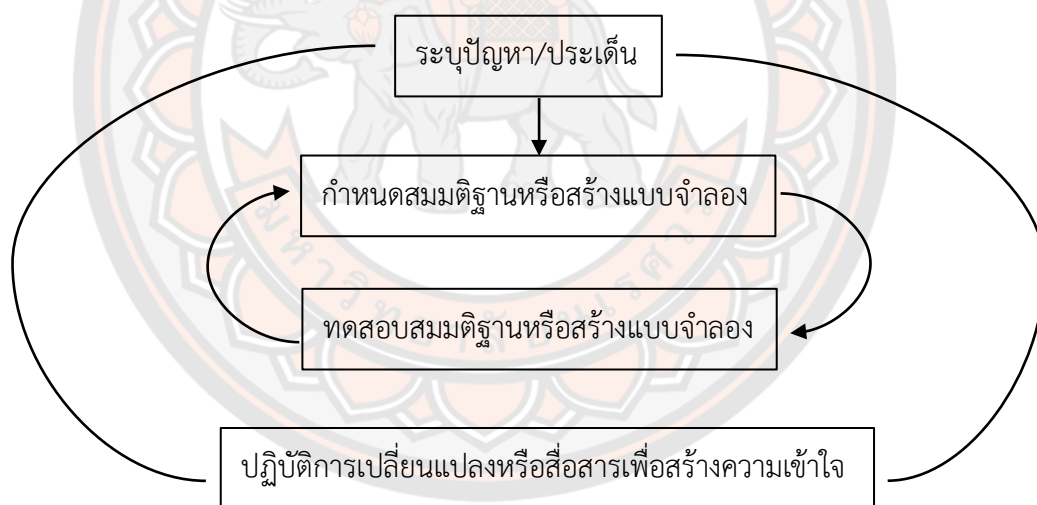 ระบุปัญหา/ประเด็น
กำหนดสมมติฐานหรือสร้างแบบจำลอง
ทดสอบสมมติฐานหรือสร้างแบบจำลอง
ปฏิบัติการเปลี่ยนแปลงหรือสื่อสารเพื่อสร้างความเข้าใจ